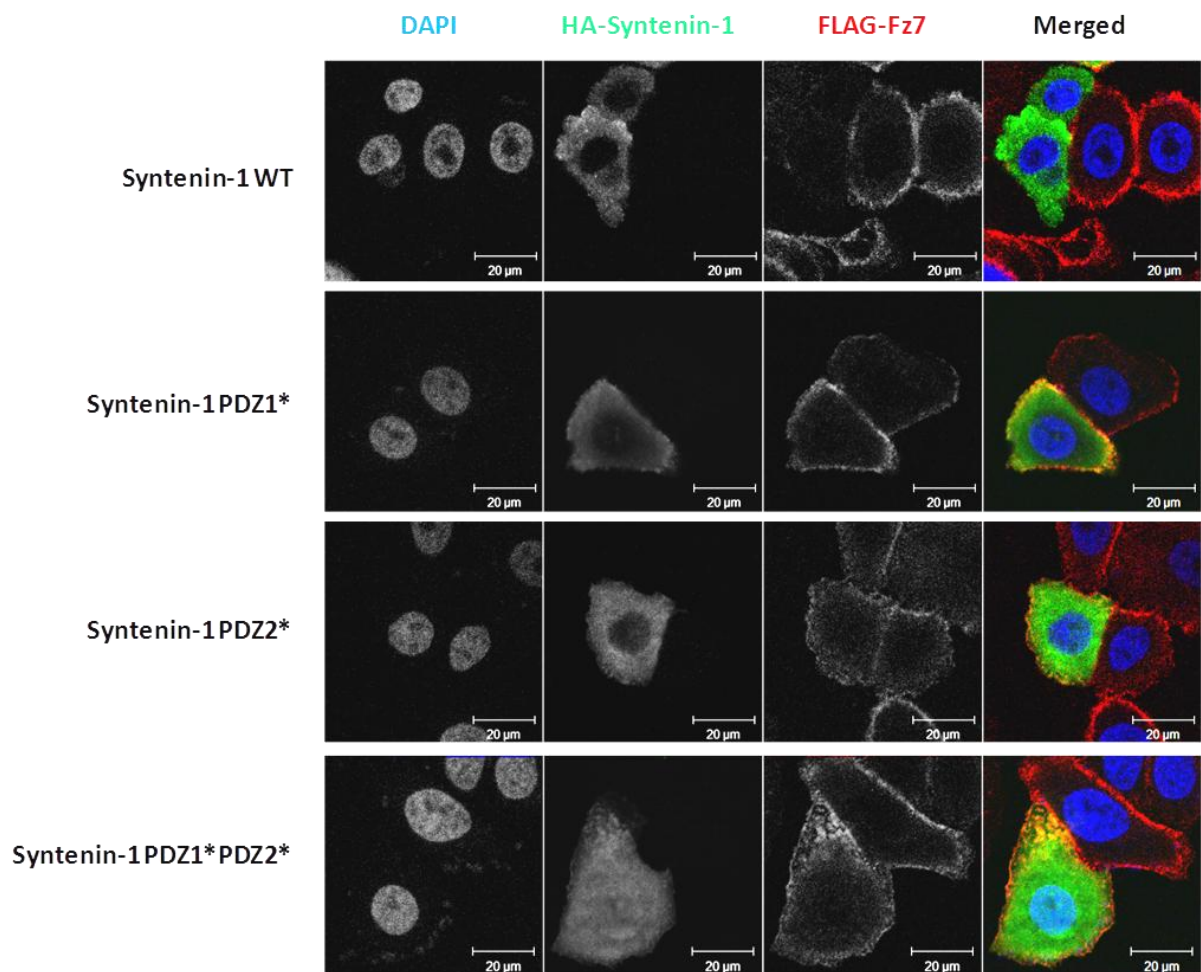 DAPI HA-Syntenin-1 FLAG-Fz7 Merged
Syntenin-1 WT
20 µm 20 µm 20 µm 20 µm
Syntenin-1 PDZ1*
20 µm 20 µm 20 µm 20 µm
Syntenin-1 PDZ2*
20 µm 20 µm 20 µm 20 µm
Syntenin-1 PDZ1* PDZ2*
20 µm 20 µm 20 µm 20 µm